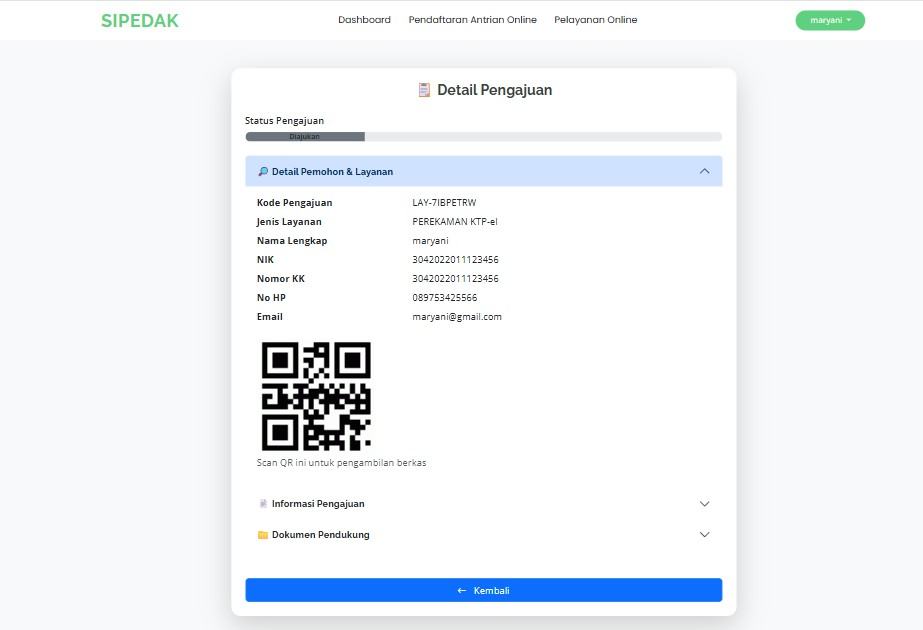 SIPEDAK
Dashboard Pendaftaran Antrian Online Pelayanan Online
maryani
Detail Pengajuan
Status Pengajuan
Diajukan
Detail Pemohon & Layanan
Kode Pengajuan LAY-7IBPETRW
Jenis Layanan PEREKAMAN KTP-el
Nama Lengkap maryani
NIK 3042022011123456
Nomor KK 3042022011123456
No HP 089753425566
Email maryani@gmail.com
Scan QR ini untuk pengambilan berkas
Informasi Pengajuan
Dokumen Pendukung
← Kembali